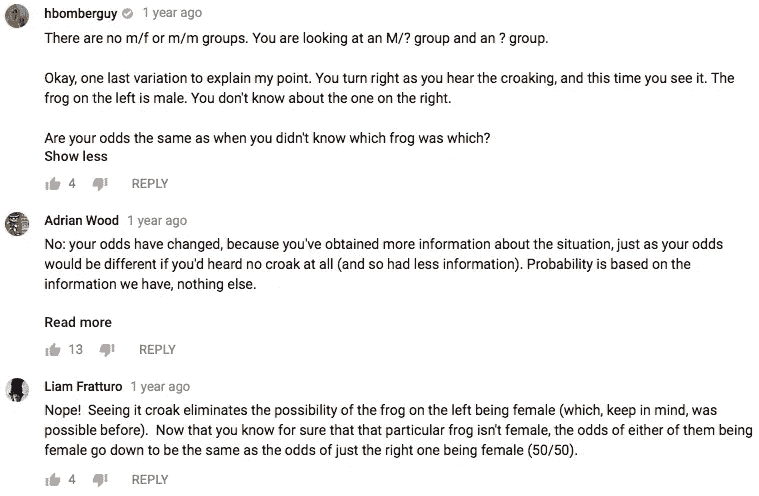 hbomberguy 1 year ago
There are no m/f or m/m groups. You are looking at an M/? group and an ? group.
Okay, one last variation to explain my point. You turn right as you hear the croaking, and this time you see it. The
frog on the left is male. You don't know about the one on the right.
Are your odds the same as when you didn't know which frog was which?
Show less
4 REPLY
Adrian Wood 1 year ago
No: your odds have changed, because you've obtained more information about the situation, just as your odds
would be different if you'd heard no croak at all (and so had less information). Probability is based on the
information we have, nothing else.
Read more
13 REPLY
Liam Fratturo 1 year ago
Nope! Seeing it croak eliminates the possibility of the frog on the left being female (which, keep in mind, was
possible before). Now that you know for sure that that particular frog isn't female, the odds of either of them being
female go down to be the same as the odds of just the right one being female (50/50).
4 REPLY